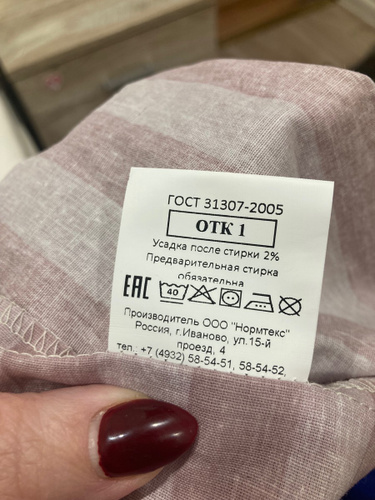 ГОСТ 31307-2005
ОТК 1
Усадка после стирки 2%
Предварительная стирка
обязательна
EAC 40
Производитель ООО "Нормтекс"
Россия, г.Иваново, ул.15-й
проезд, 4
тел., +7 (4932) 58-54-51, 58-54-52,